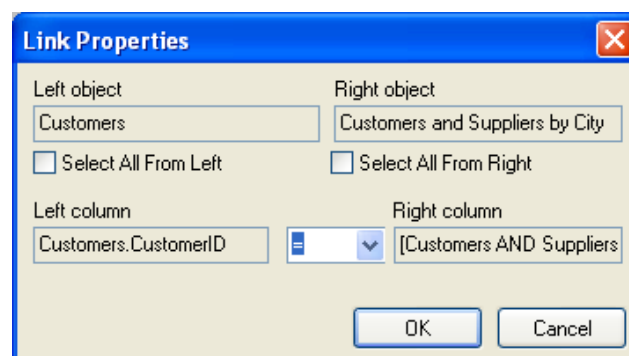 Link Properties
Left object Right object
Customers Customers and Suppliers by City
Select All From Left Select All From Right
Left column Right column
Customers.CustomerID = [Customers AND Suppliers
OK Cancel